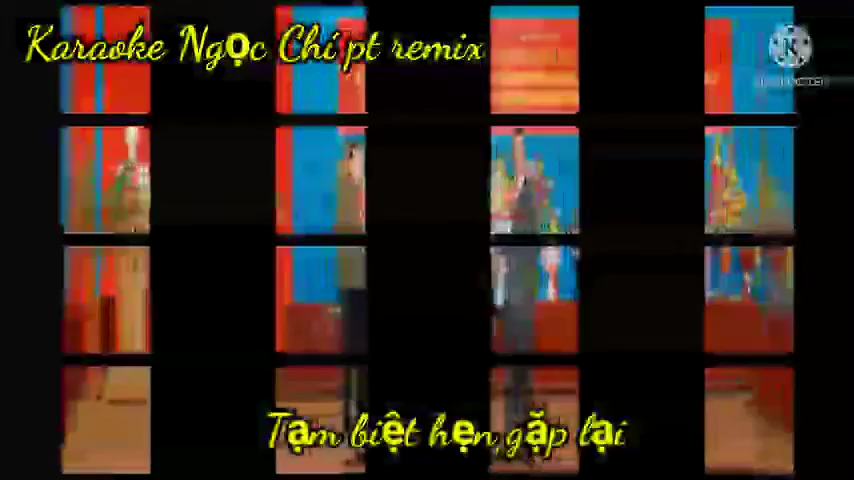 Karaoke Ngọc Chí pt remix
Tạm biệt hẹn gặp lại